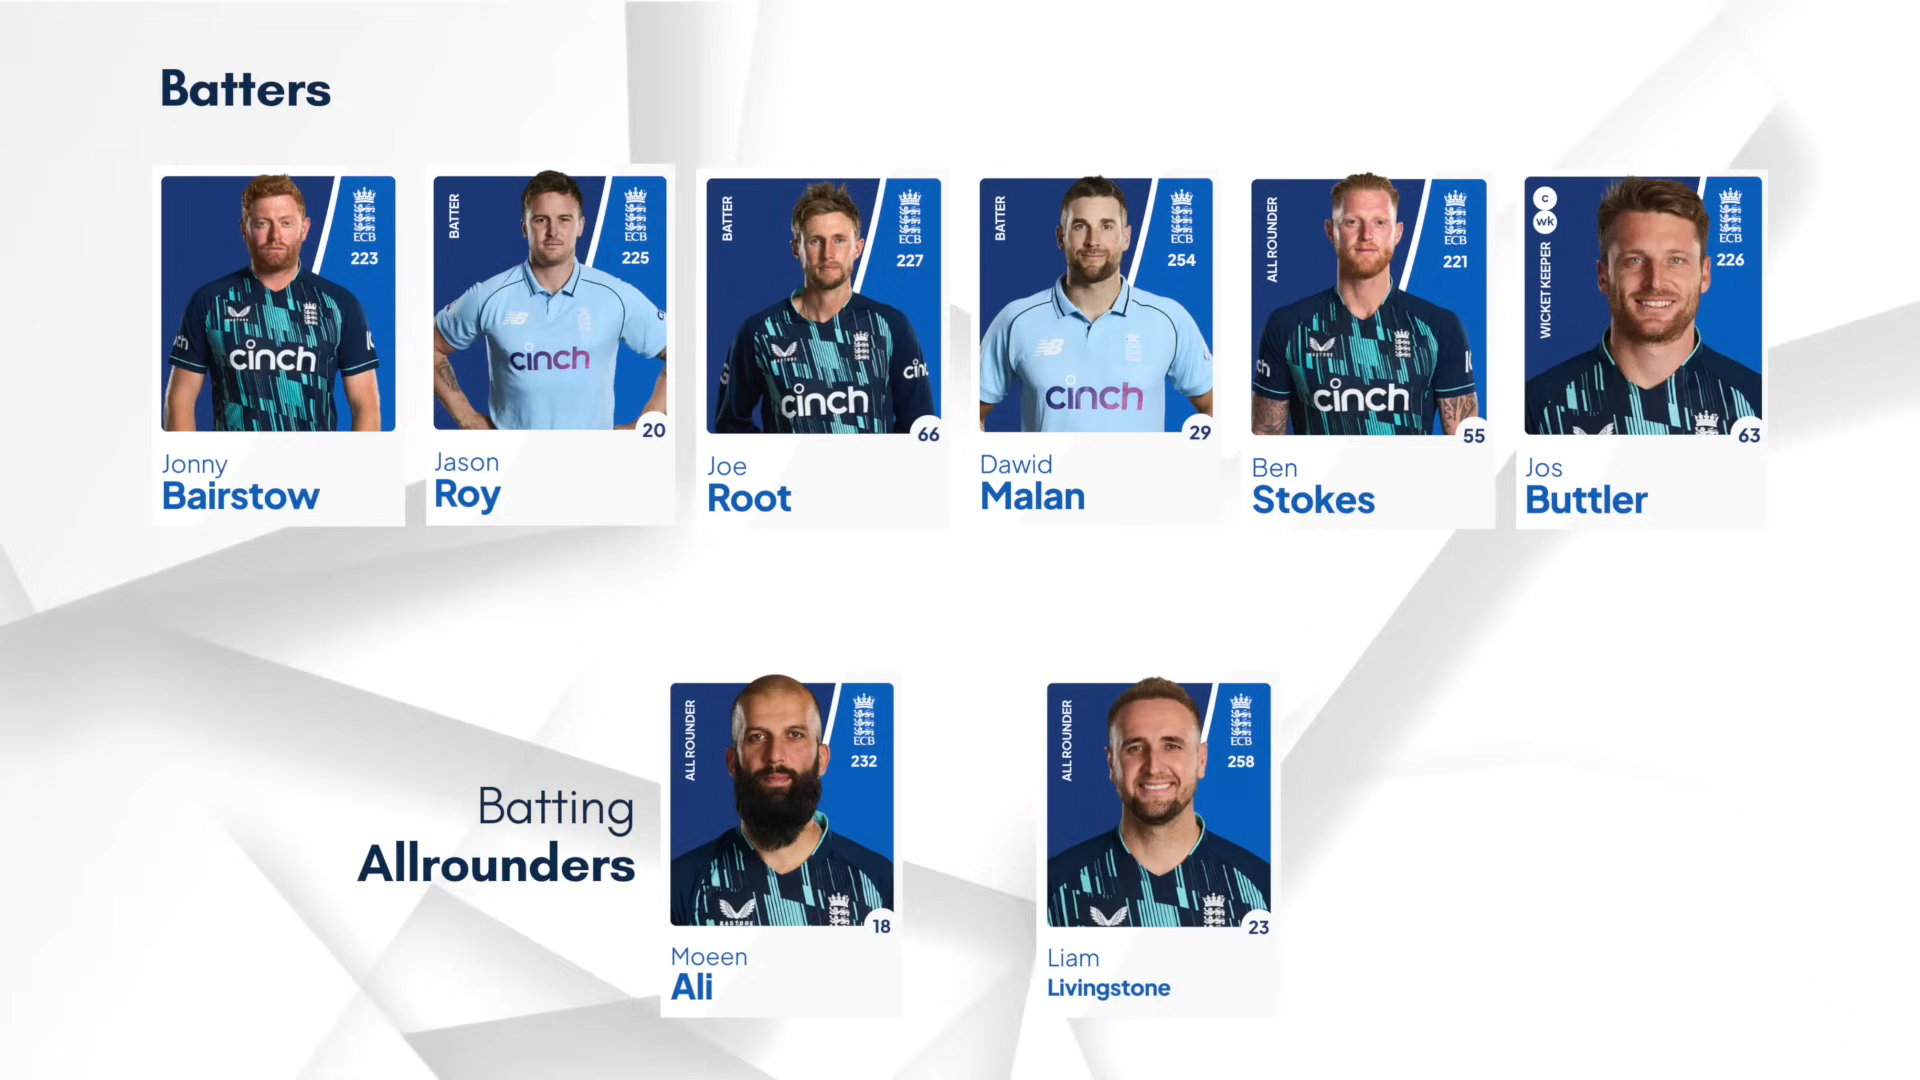 Batters
ECB
223
cinch
Jonny
Bairstow
BATTER
ECB
225
cinch
20
Jason
Roy
BATTER
ECB
227
cinch
66
Joe
Root
BATTER
ECB
254
cinch
29
Dawid
Malan
ALL ROUNDER
ECB
221
cinch
55
Ben
Stokes
c
wk
WICKET KEEPER
ECB
226
63
Jos
Buttler
Batting
Allrounders
ALL ROUNDER
ECB
232
18
Moeen
Ali
ALL ROUNDER
ECB
258
23
Liam
Livingstone